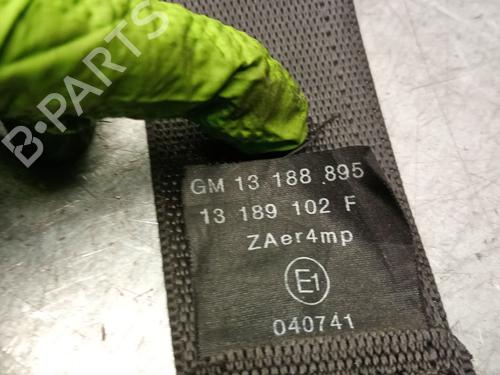 B-PARTS
GM 13 188 895
13 189 102 F
ZAer4mp
E1
040741